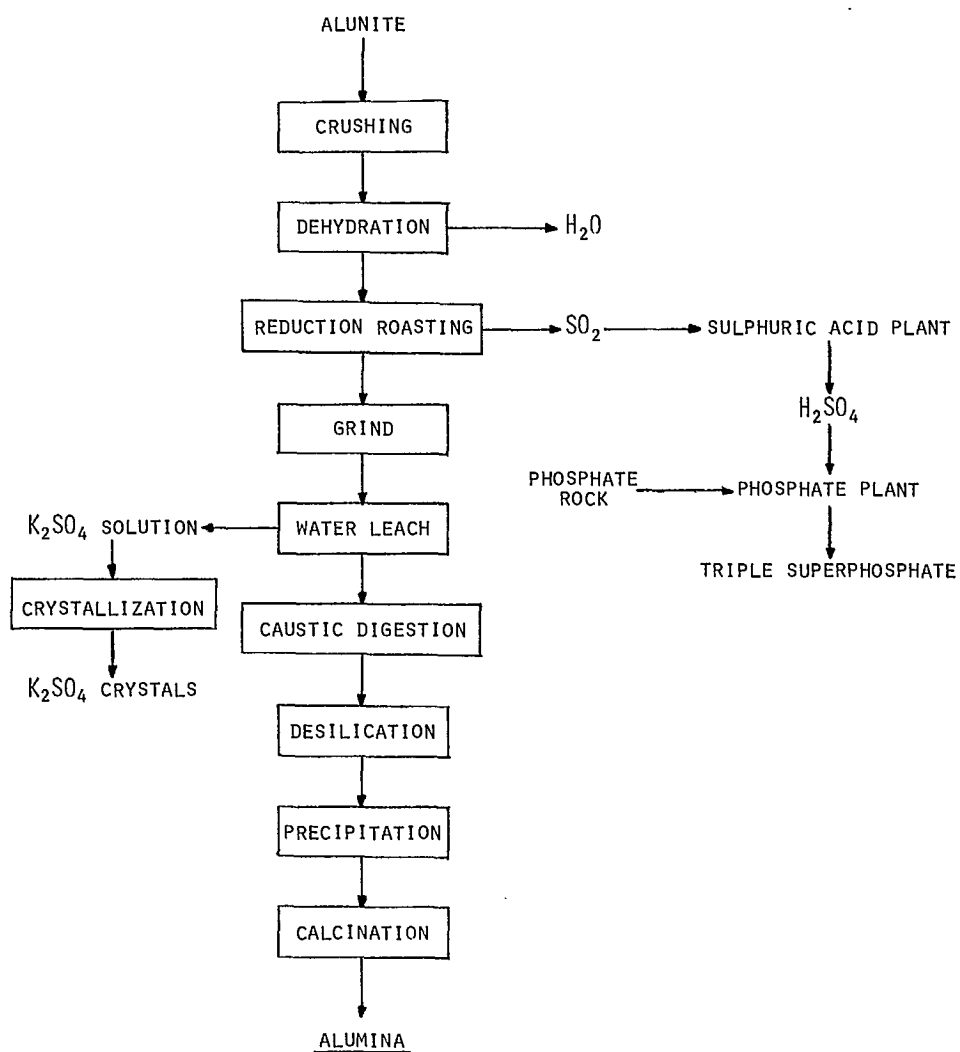 ALUNITE
CRUSHING
DEHYDRATION
H₂O
REDUCTION ROASTING
SO₂
SULPHURIC ACID PLANT
H₂SO₄
GRIND
PHOSPHATE
ROCK
PHOSPHATE PLANT
TRIPLE SUPERPHOSPHATE
WATER LEACH
K₂SO₄ SOLUTION
CRYSTALLIZATION
K₂SO₄ CRYSTALS
CAUSTIC DIGESTION
DESILICATION
PRECIPITATION
CALCINATION
ALUMINA